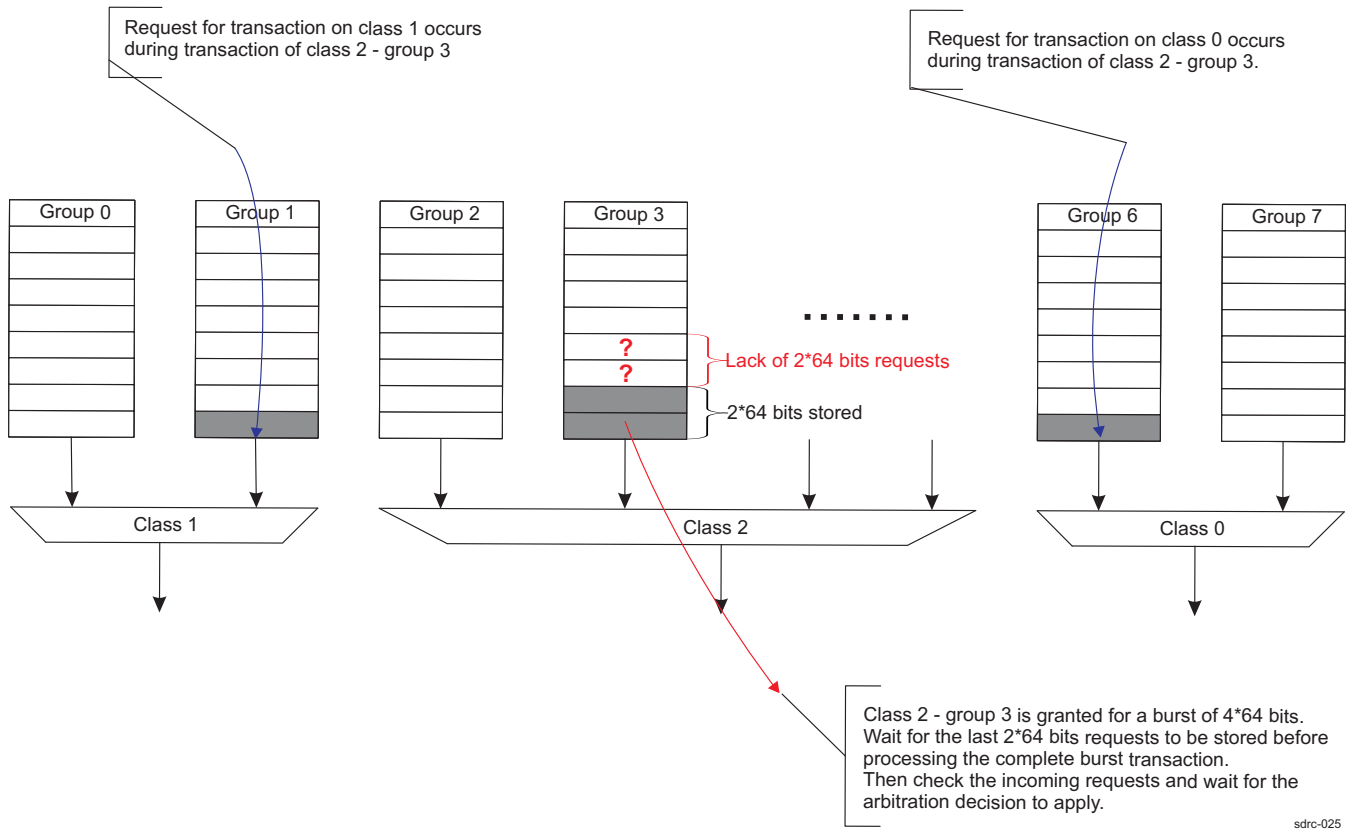 Request for transaction on class 1 occurs
during transaction of class 2 - group 3
Request for transaction on class 0 occurs
during transaction of class 2 - group 3.
Group 0
Group 1
Group 2
Group 3
Group 6
Group 7
?
?
Lack of 2*64 bits requests
2*64 bits stored
.......
Class 1
Class 2
Class 0
Class 2 - group 3 is granted for a burst of 4*64 bits.
Wait for the last 2*64 bits requests to be stored before
processing the complete burst transaction.
Then check the incoming requests and wait for the
arbitration decision to apply.
sdrc-025